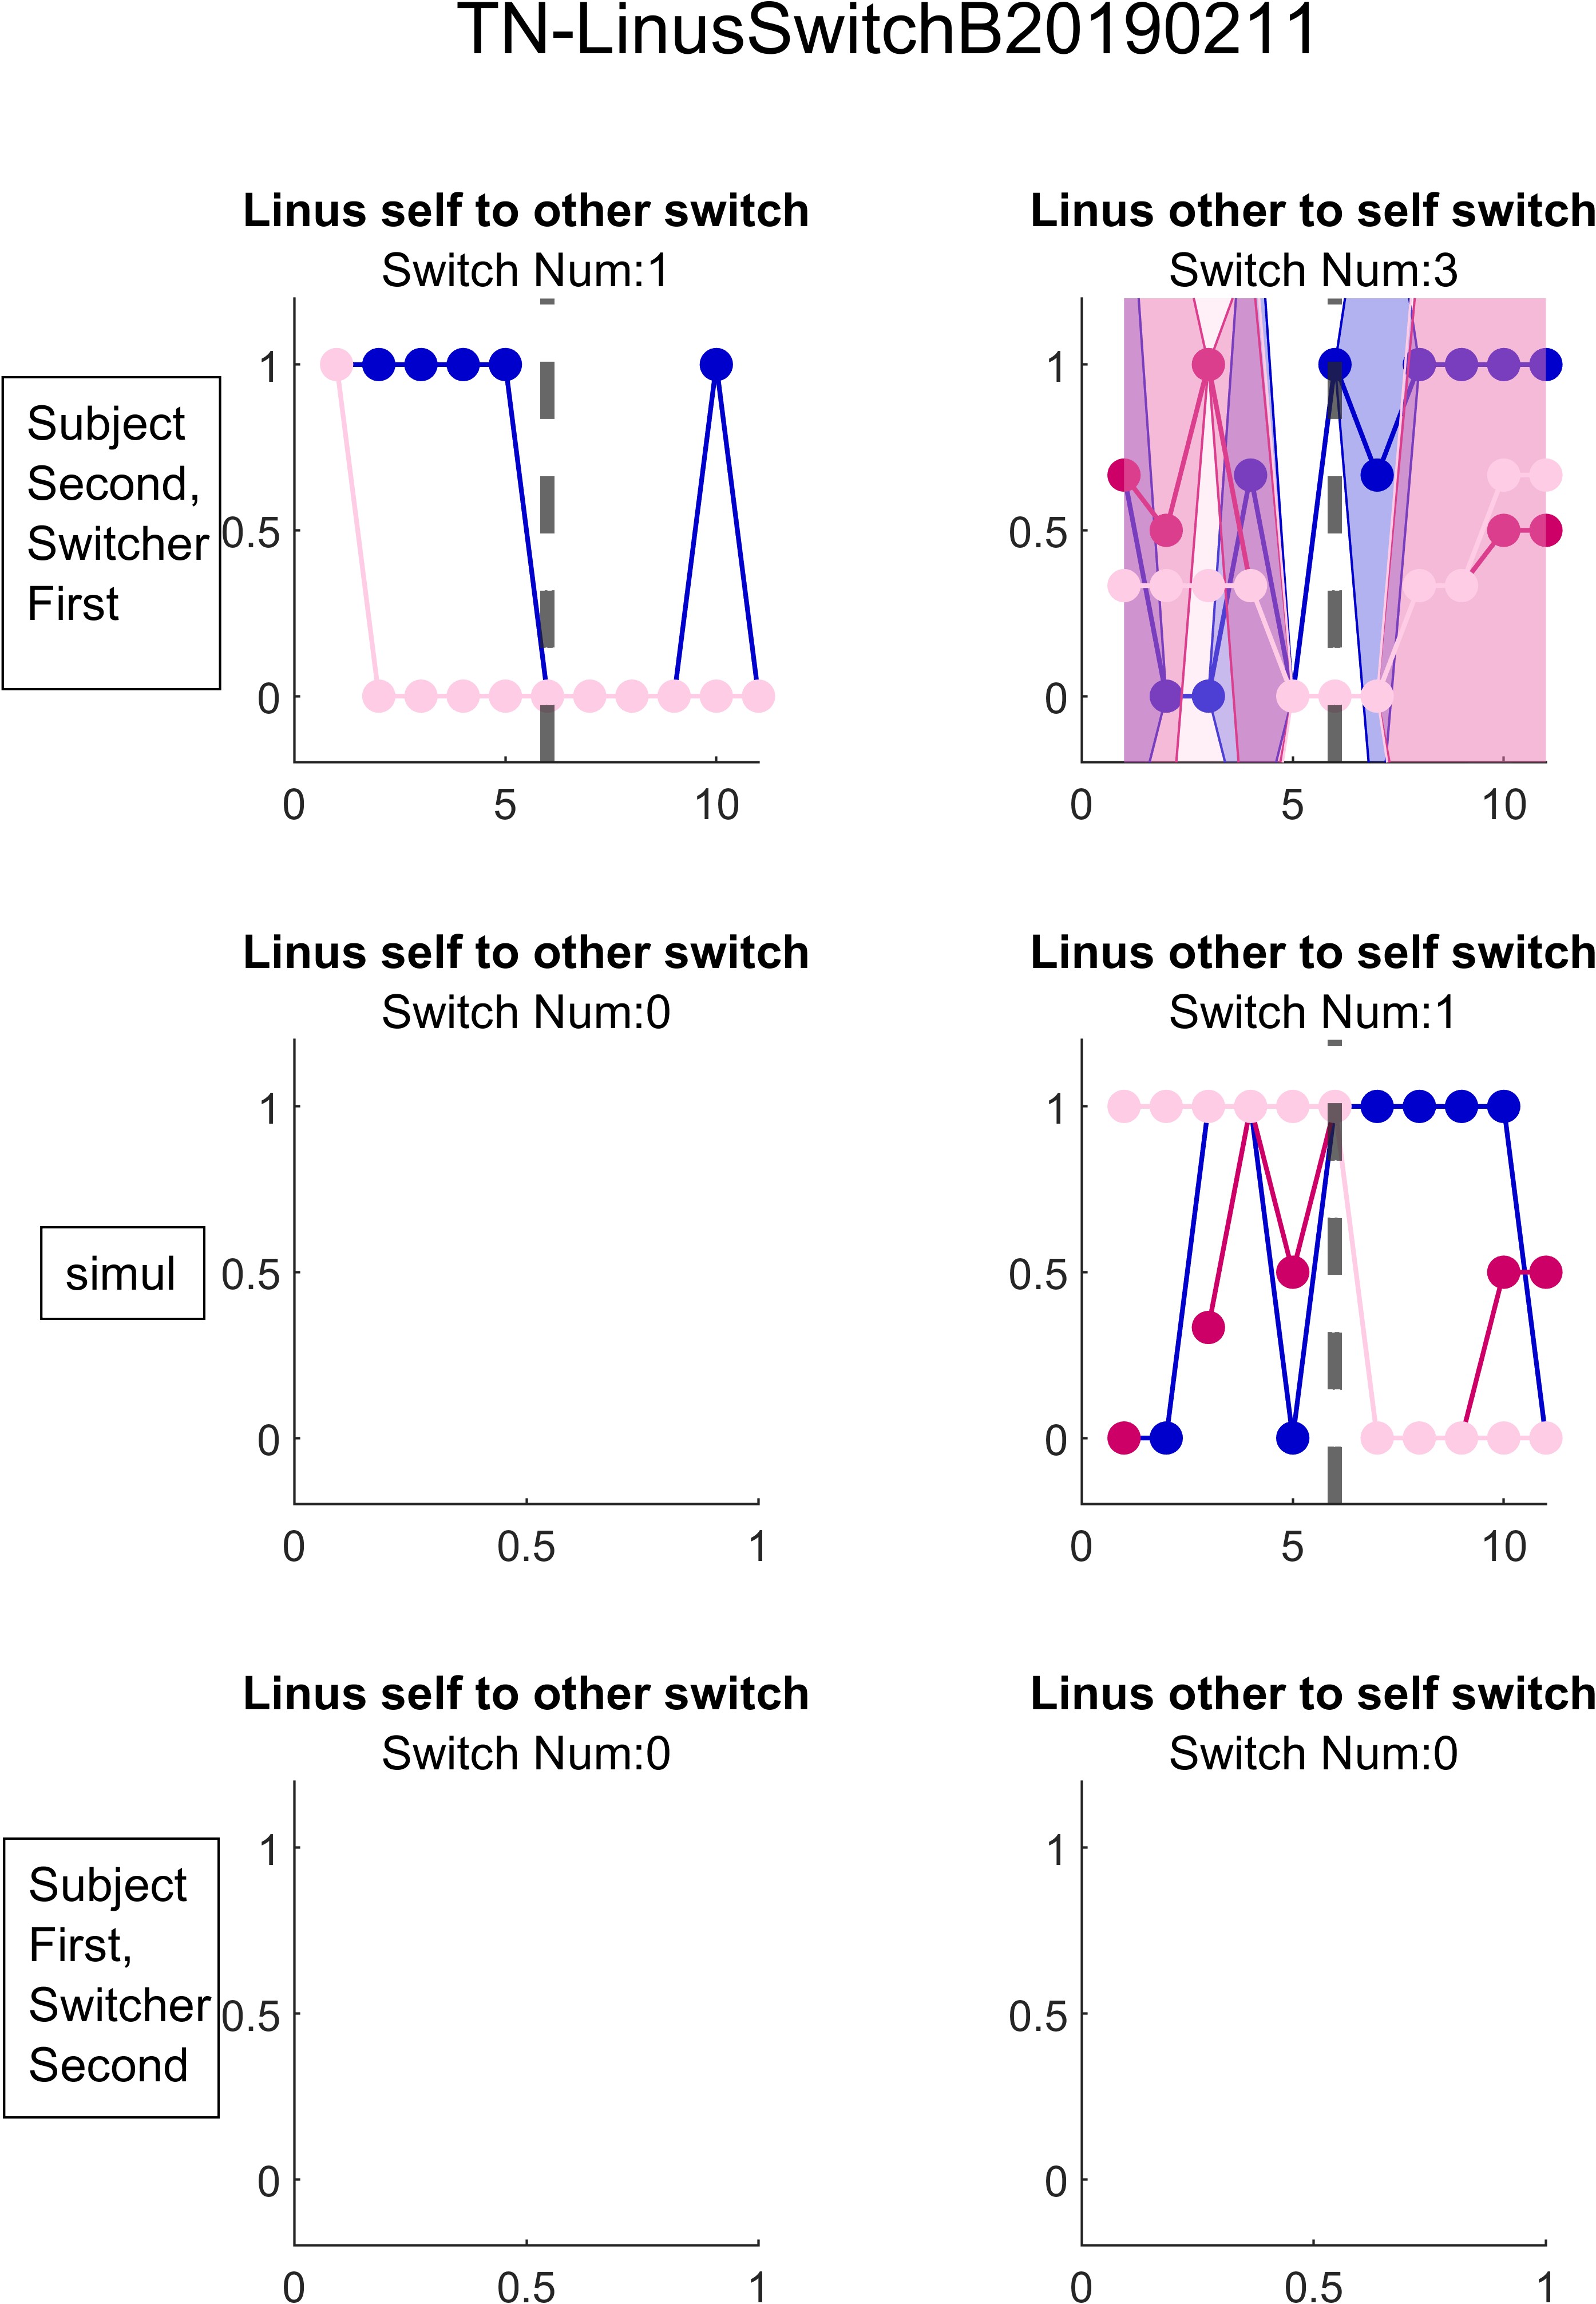 TN-LinusSwitchB20190211
Linus self to other switch
Switch Num:1
Linus other to self switch
Switch Num:3
Subject
Second,
Switcher
First
1
0.5
0
0
5
10
1
0.5
0
0
5
10
Linus self to other switch
Switch Num:0
Linus other to self switch
Switch Num:1
simul
1
0.5
0
0
0.5
1
1
0.5
0
0
5
10
Linus self to other switch
Switch Num:0
Linus other to self switch
Switch Num:0
Subject
First,
Switcher
Second
1
0.5
0
0
0.5
1
1
0.5
0
0
0.5
1